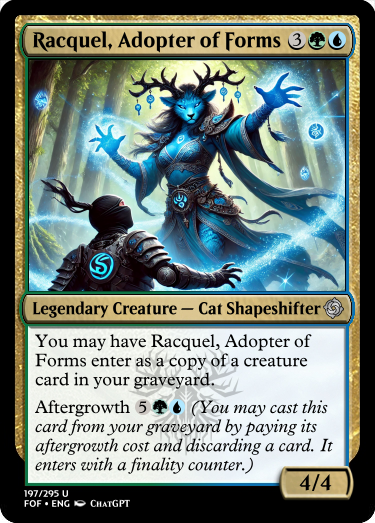 Racquel, Adopter of Forms 3
Legendary Creature — Cat Shapeshifter
You may have Racquel, Adopter of
Forms enter as a copy of a creature
card in your graveyard.
Aftergrowth 5 (You may cast this
card from your graveyard by paying its
aftergrowth cost and discarding a card. It
enters with a finality counter.)
4/4
197/295 U
FOF • ENG ChatGPT